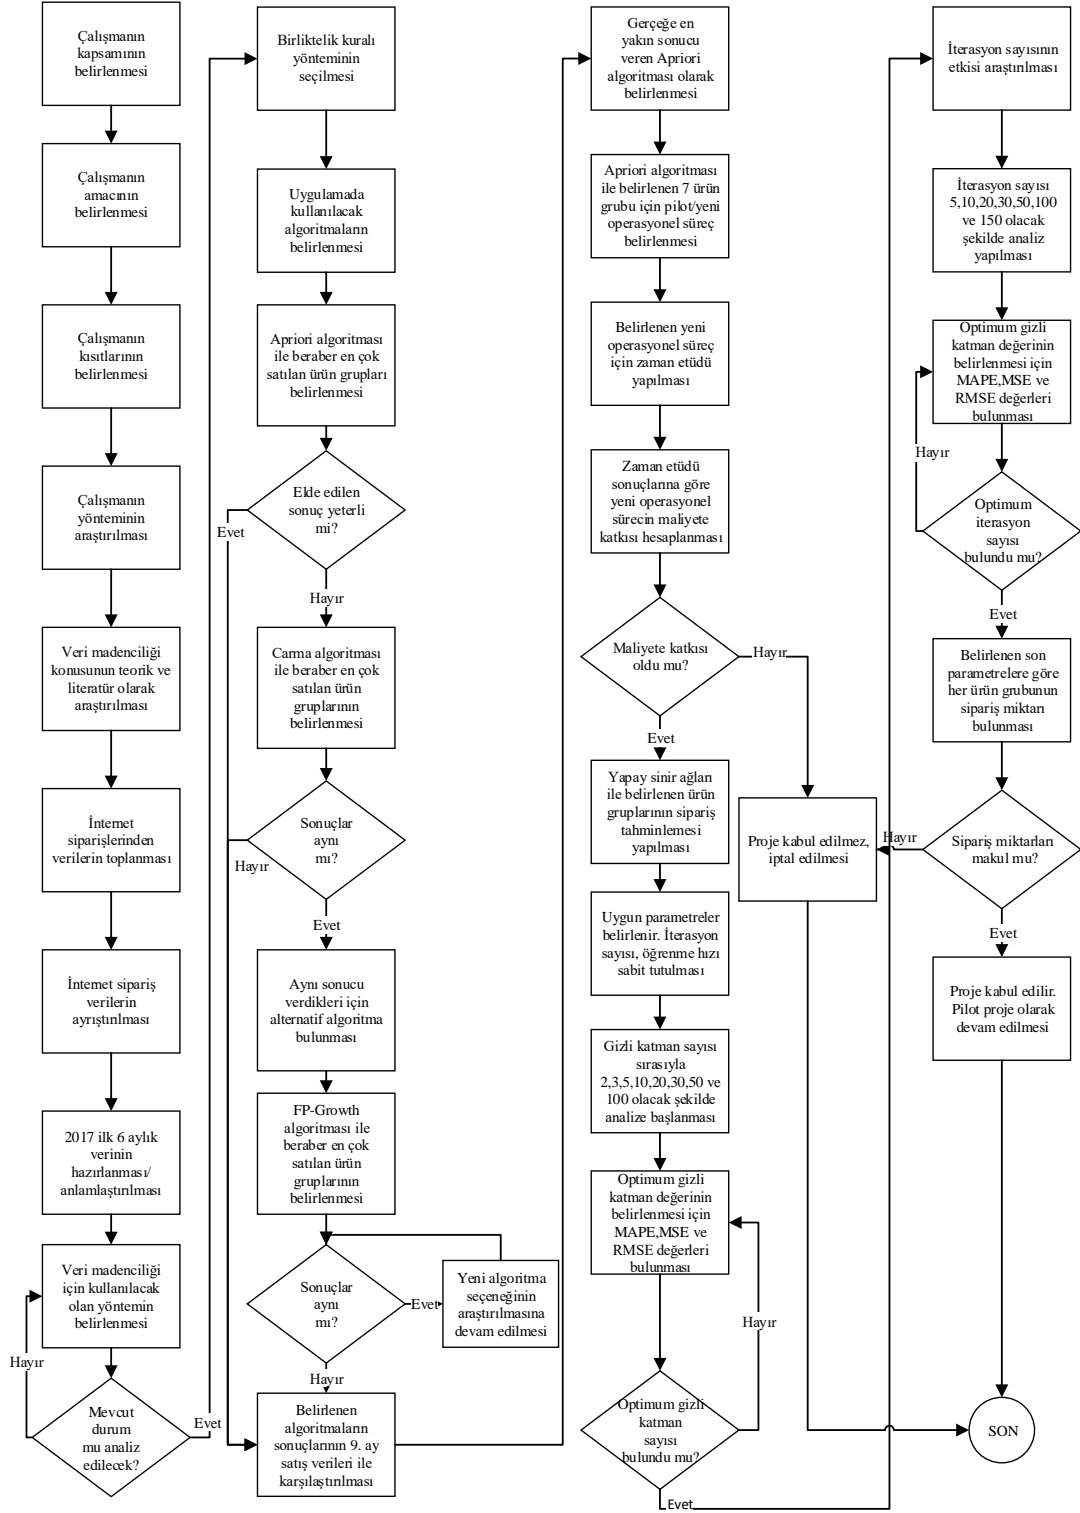 Çalışmanın
kapsamının
belirlenmesi
Çalışmanın
amacının
belirlenmesi
Çalışmanın
kısıtlarının
belirlenmesi
Çalışmanın
yönteminin
araştırılması
Veri madenciliği
konusunun teorik ve
literatür olarak
araştırılması
İnternet
siparişlerinden
verilerin toplanması
İnternet sipariş
verilerin
ayrıştırılması
2017 ilk 6 aylık
verinin
hazırlanması/
anlamlaştırılması
Veri madenciliği
için kullanılacak
olan yöntemin
belirlenmesi
Hayır
Mevcut
durum
mu analiz
edilecek?
Evet
Birliktelik kuralı
yönteminin
seçilmesi
Uygulamada
kullanılacak
algoritmaların
belirlenmesi
Apriori algoritması
ile beraber en çok
satılan ürün grupları
belirlenmesi
Elde edilen
sonuç yeterli
mi?
Evet
Hayır
Carma algoritması
ile beraber en çok
satılan ürün
gruplarının
belirlenmesi
Sonuçlar
aynı
mı?
Hayır
Evet
Aynı sonucu
verdikleri için
alternatif algoritma
bulunması
FP-Growth
algoritması ile
beraber en çok
satılan ürün
gruplarının
belirlenmesi
Sonuçlar
aynı
mı?
Evet
Yeni algoritma
seçeneğinin
araştırılmasına
devam edilmesi
Hayır
Belirlenen
algoritmaların
sonuçlarının 9. ay
satış verileri ile
karşılaştırılması
Gerçeğe en
yakın sonucu
veren Apriori
algoritması olarak
belirlenmesi
Apriori algoritması
ile belirlenen 7 ürün
grubu için pilot/yeni
operasyonel süreç
belirlenmesi
Belirlenen yeni
operasyonel süreç
için zaman etüdü
yapılması
Zaman etüdü
sonuçlarına göre
yeni operasyonel
sürecin maliyete
katkısı hesaplanması
Maliyete katkısı
oldu mu?
Hayır
Evet
Yapay sinir ağları
ile belirlenen ürün
gruplarının sipariş
tahminlemesi
yapılması
Uygun parametreler
belirlenir. İterasyon
sayısı, öğrenme hızı
sabit tutulması
Gizli katman sayısı
sırasıyla
2,3,5,10,20,30,50 ve
100 olacak şekilde
analize başlanması
Optimum gizli
katman değerinin
belirlenmesi için
MAPE,MSE ve
RMSE değerleri
bulunması
Hayır
Optimum gizli
katman
sayısı
bulundu mu?
Evet
Proje kabul edilmez,
iptal edilmesi
İterasyon sayısının
etkisi araştırılması
İterasyon sayısı
5,10,20,30,50,100
ve 150 olacak
şekilde analiz
yapılması
Optimum gizli
katman değerinin
belirlenmesi için
MAPE,MSE ve
RMSE değerleri
bulunması
Hayır
Optimum
iterasyon
sayısı
bulundu mu?
Evet
Belirlenen son
parametrelere göre
her ürün grubunun
sipariş miktarı
bulunması
Hayır
Sipariş miktarları
makul mu?
Evet
Proje kabul edilir.
Pilot proje olarak
devam edilmesi
SON